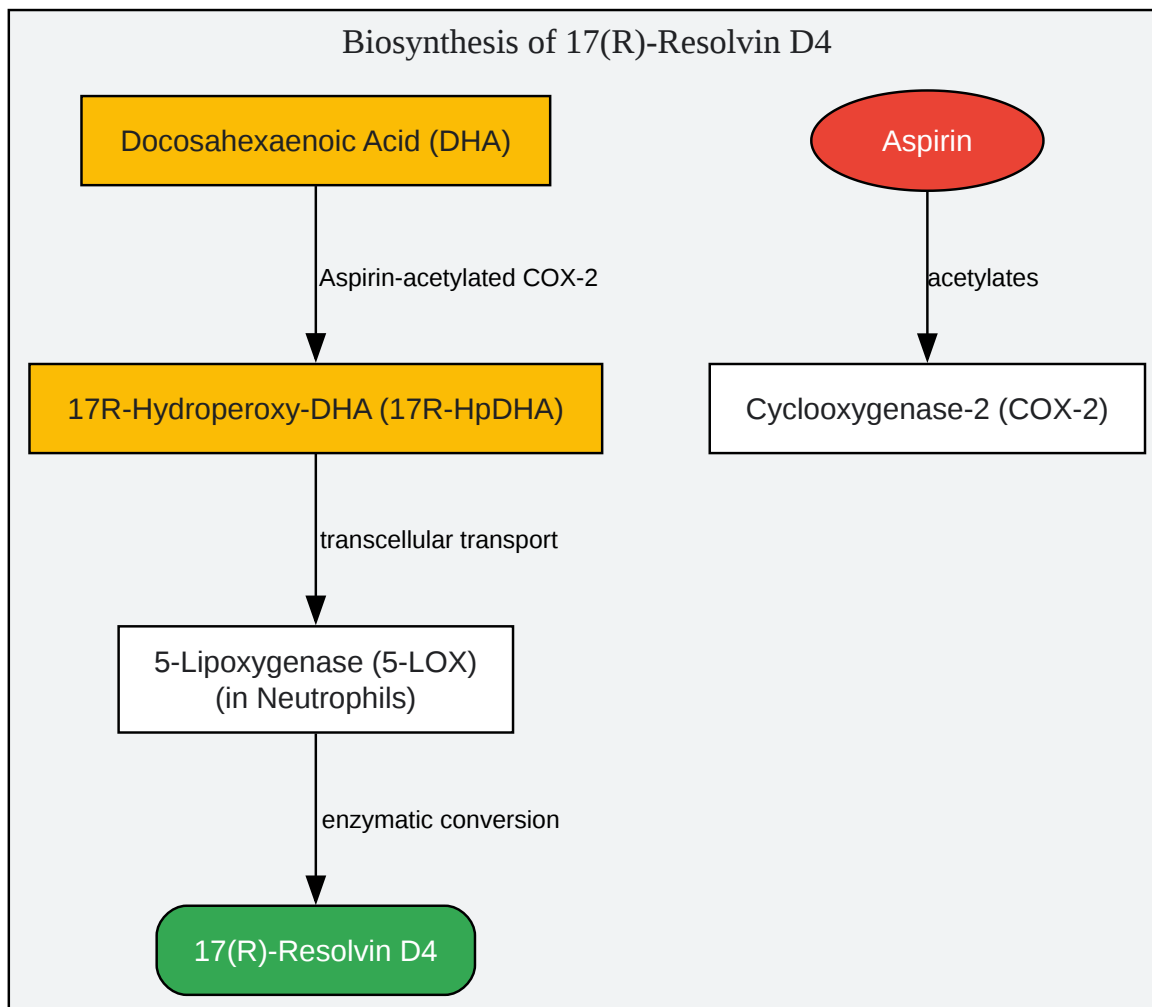 Biosynthesis of 17(R)-Resolvin D4
Docosahexaenoic Acid (DHA)
Aspirin
Aspirin-acetylated COX-2
acetylates
17R-Hydroperoxy-DHA (17R-HpDHA)
Cyclooxygenase-2 (COX-2)
transcellular transport
5-Lipoxygenase (5-LOX)
(in Neutrophils)
enzymatic conversion
17(R)-Resolvin D4